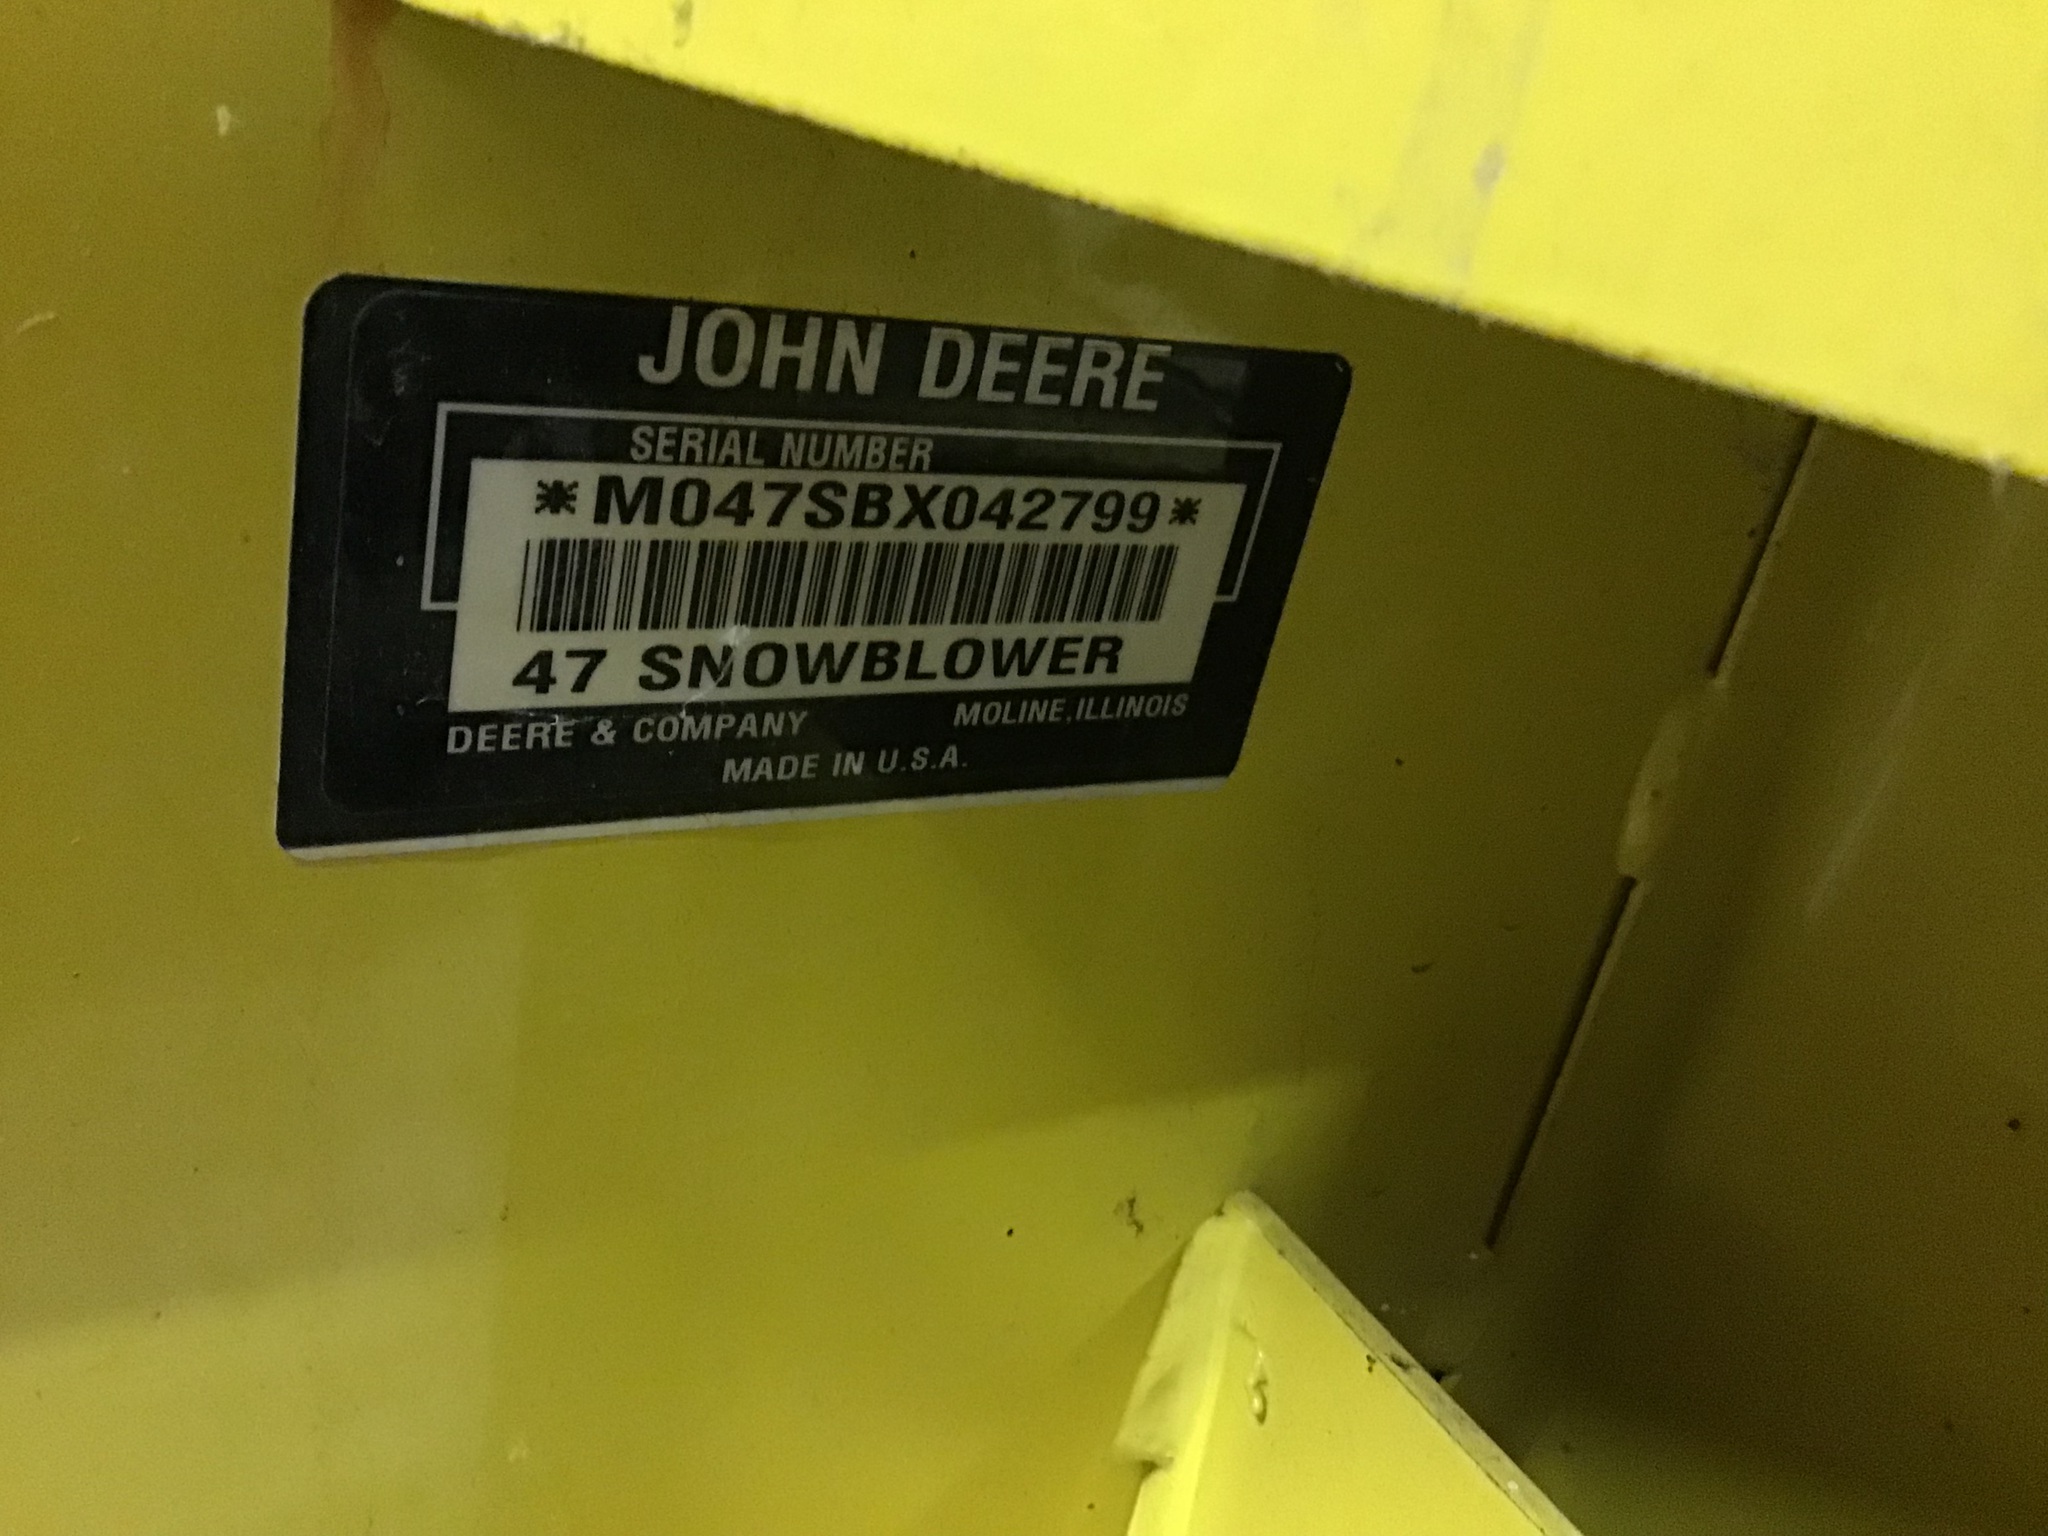 JOHN DEERE
SERIAL NUMBER
*M047SBX042799*
47 SNOWBLOWER
DEERE & COMPANY MOLINE, ILLINOIS
MADE IN U.S.A.